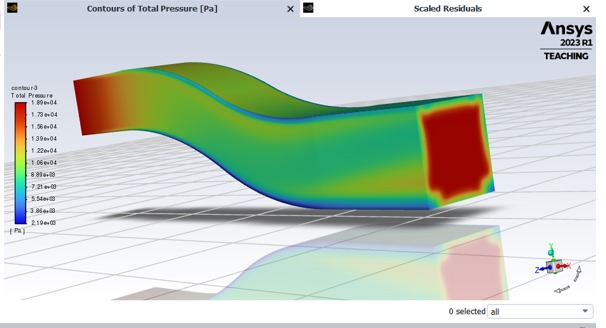 Contours of Total Pressure [Pa]
Scaled Residuals
Ansys
2023 R1
TEACHING
contour-3
Total Pressure
1.89e+04
1.73e+04
1.56e+04
1.39e+04
1.22e+04
1.06e+04
8.89e+03
7.21e+03
5.54e+03
3.86e+03
2.19e+03
[ Pa ]
Y
Z
X
0 selected all